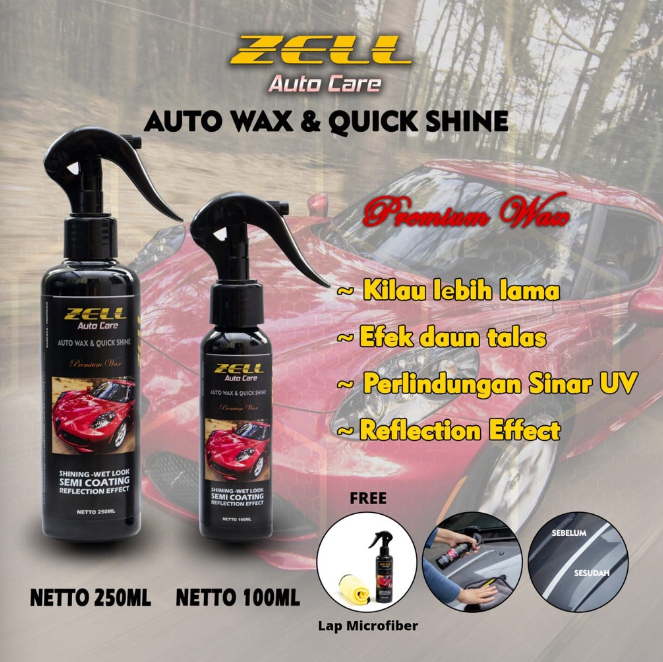 ZELL
Auto Care
AUTO WAX & QUICK SHINE
Premium Wax
~ Kilau lebih lama
~ Efek daun talas
~ Perlindungan Sinar UV
~ Reflection Effect
ZELL
Auto Care
AUTO WAX & QUICK SHINE
Premium Wax
SHINING - WET LOOK
SEMI COATING
REFLECTION EFFECT
NETTO 250ML
ZELL
Auto Care
AUTO WAX & QUICK SHINE
Premium Wax
SHINING - WET LOOK
SEMI COATING
REFLECTION EFFECT
NETTO 100ML
FREE
SEBELUM
SESUDAH
NETTO 250ML
NETTO 100ML
Lap Microfiber